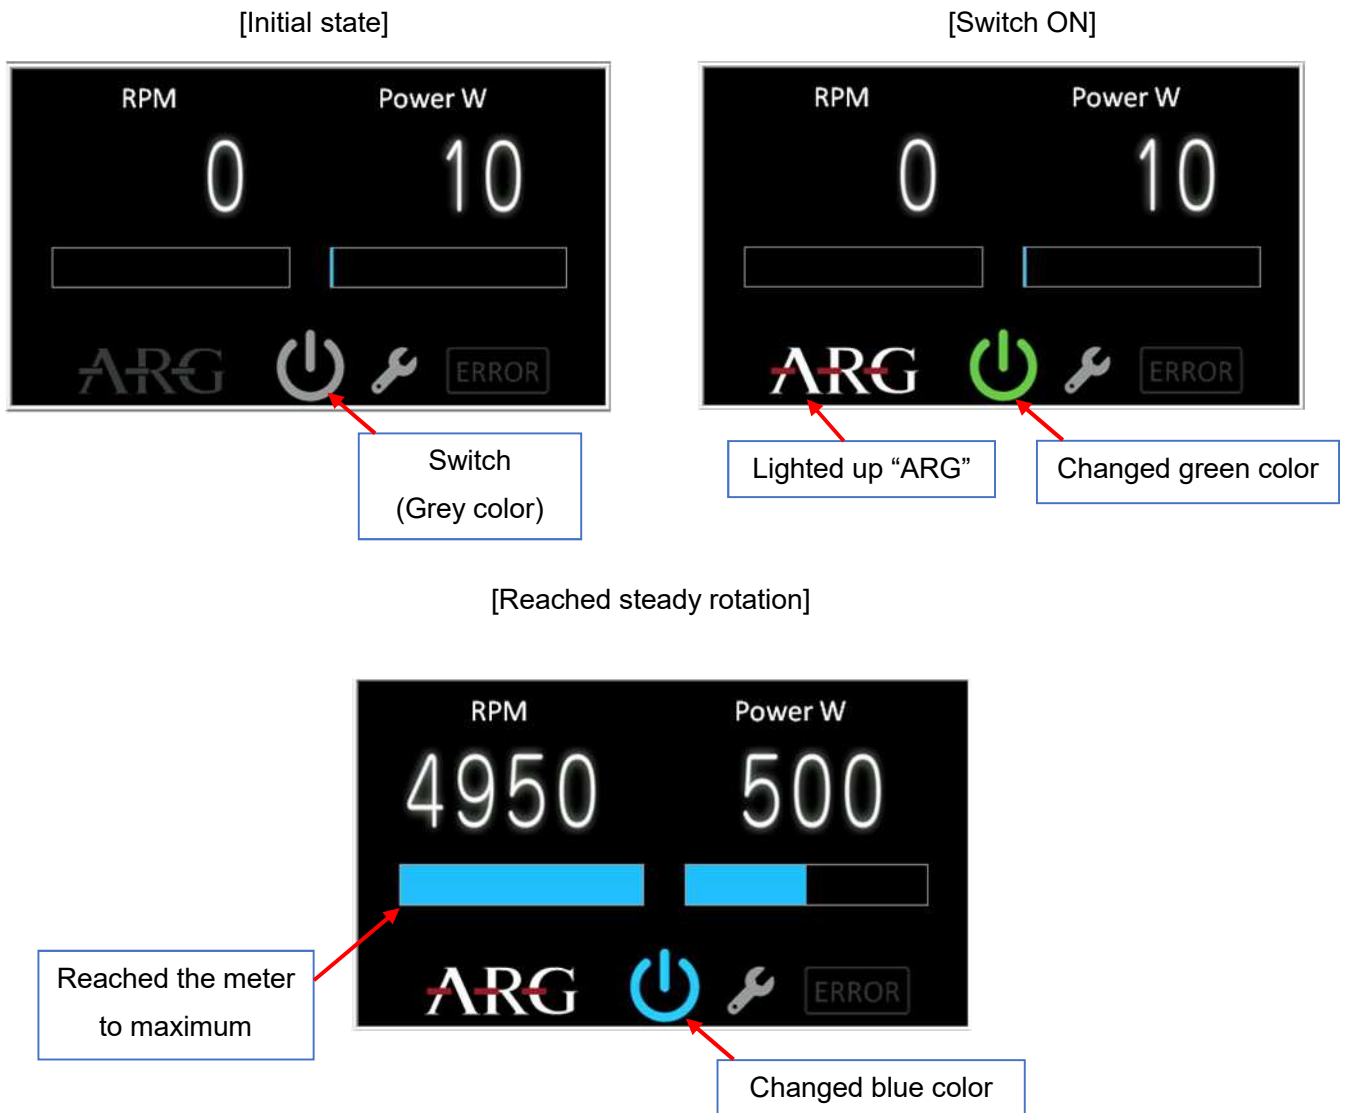 [Initial state]
[Switch ON]
RPM
Power W
0
10
ARG
ERROR
Switch
(Grey color)
RPM
Power W
0
10
ARG
ERROR
Lighted up “ARG”
Changed green color
[Reached steady rotation]
RPM
Power W
4950
500
ARG
ERROR
Reached the meter
to maximum
Changed blue color